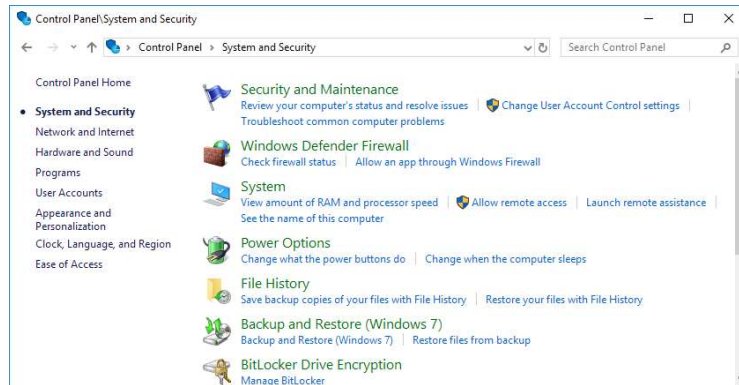 Control Panel\System and Security
Control Panel > System and Security
Search Control Panel
Control Panel Home
System and Security
Network and Internet
Hardware and Sound
Programs
User Accounts
Appearance and
Personalization
Clock, Language, and Region
Ease of Access
Security and Maintenance
Review your computer's status and resolve issues | Change User Account Control settings |
Troubleshoot common computer problems
Windows Defender Firewall
Check firewall status | Allow an app through Windows Firewall
System
View amount of RAM and processor speed | Allow remote access | Launch remote assistance |
See the name of this computer
Power Options
Change what the power buttons do | Change when the computer sleeps
File History
Save backup copies of your files with File History | Restore your files with File History
Backup and Restore (Windows 7)
Backup and Restore (Windows 7) | Restore files from backup
BitLocker Drive Encryption
Manage BitLocker